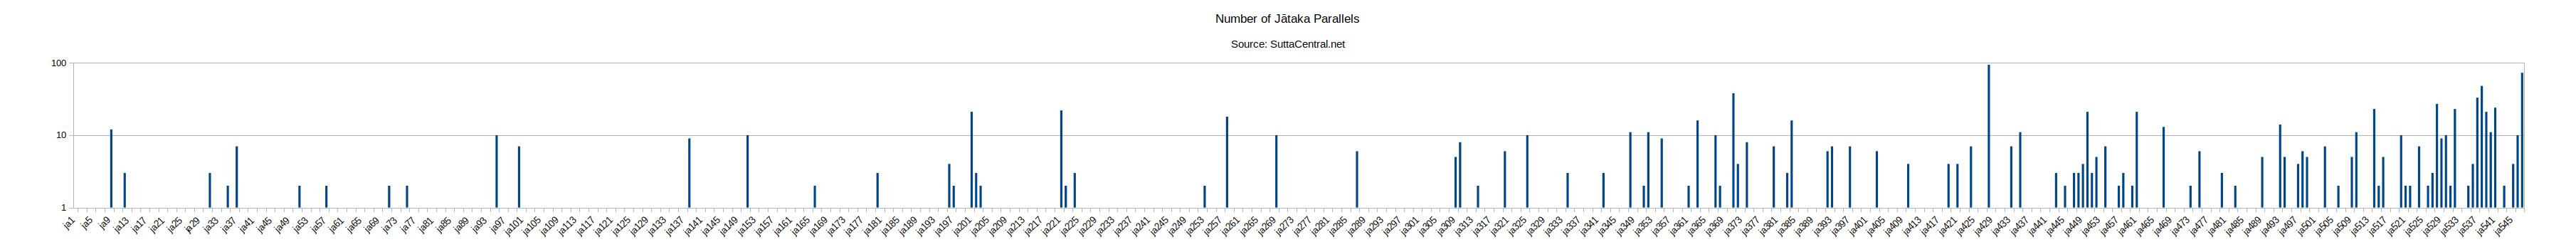 Number of Jātaka Parallels
Source: SuttaCentral.net
100
10
1
ja1 ja5 ja9 ja13 ja17 ja21 ja25 ja29 ja33 ja37 ja41 ja45 ja49 ja53 ja57 ja61 ja65 ja69 ja73 ja77 ja81 ja85 ja89 ja93 ja97 ja101 ja105 ja109 ja113 ja117 ja121 ja125 ja129 ja133 ja137 ja141 ja145 ja149 ja153 ja157 ja161 ja165 ja169 ja173 ja177 ja181 ja185 ja189 ja193 ja197 ja201 ja205 ja209 ja213 ja217 ja221 ja225 ja229 ja233 ja237 ja241 ja245 ja249 ja253 ja257 ja261 ja265 ja269 ja273 ja277 ja281 ja285 ja289 ja293 ja297 ja301 ja305 ja309 ja313 ja317 ja321 ja325 ja329 ja333 ja337 ja341 ja345 ja349 ja353 ja357 ja361 ja365 ja369 ja373 ja377 ja381 ja385 ja389 ja393 ja397 ja401 ja405 ja409 ja413 ja417 ja421 ja425 ja429 ja433 ja437 ja441 ja445 ja449 ja453 ja457 ja461 ja465 ja469 ja473 ja477 ja481 ja485 ja489 ja493 ja497 ja501 ja505 ja509 ja513 ja517 ja521 ja525 ja529 ja533 ja537 ja541 ja545